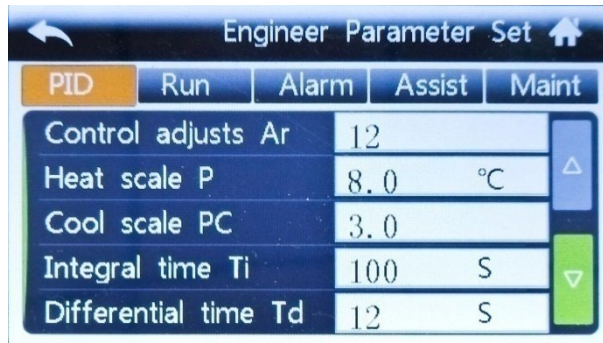 Engineer Parameter Set
PID Run Alarm Assist Maint
Control adjusts Ar 12
Heat scale P 8.0 °C
Cool scale PC 3.0
Integral time Ti 100 S
Differential time Td 12 S